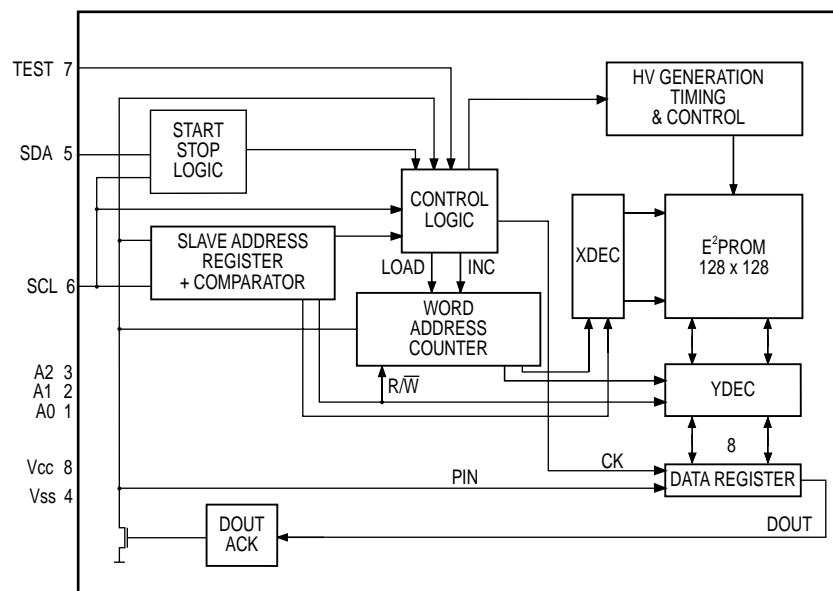 TEST 7
HV GENERATION
TIMING
& CONTROL
START
STOP
LOGIC
SDA 5
CONTROL
LOGIC
SLAVE ADDRESS
REGISTER
+ COMPARATOR
SCL 6
LOAD
INC
XDEC
E²PROM
128 x 128
WORD
ADDRESS
COUNTER
A2 3
A1 2
A0 1
R/W̅
YDEC
8
Vcc 8
Vss 4
PIN
CK
DATA REGISTER
DOUT
ACK
DOUT